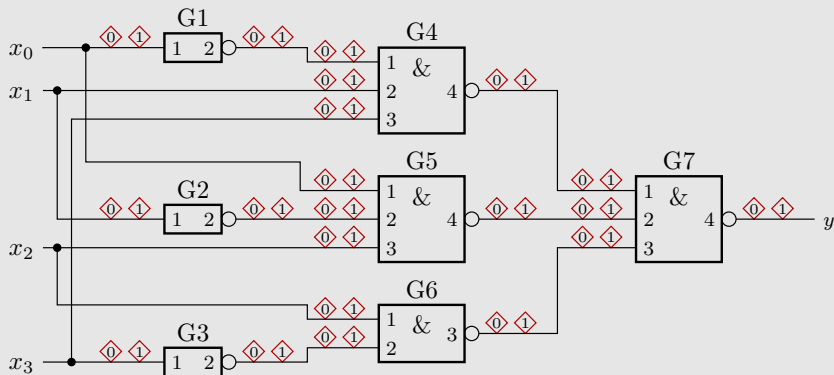 G1
x0 0 1 1 2 0 1 0 1 G4
1 &
x1 0 1 2 4 0 1
0 1 3
G5
G2 0 1 1 0 1 G7
0 1 1 2 0 1 0 1 2 & 4 0 1 0 1 1 & 
x2 0 1 3 0 1 2 4 0 1 y
0 1 3
G6
0 1 1 & 3 0 1
G3 0 1 2
x3 0 1 1 2 0 1